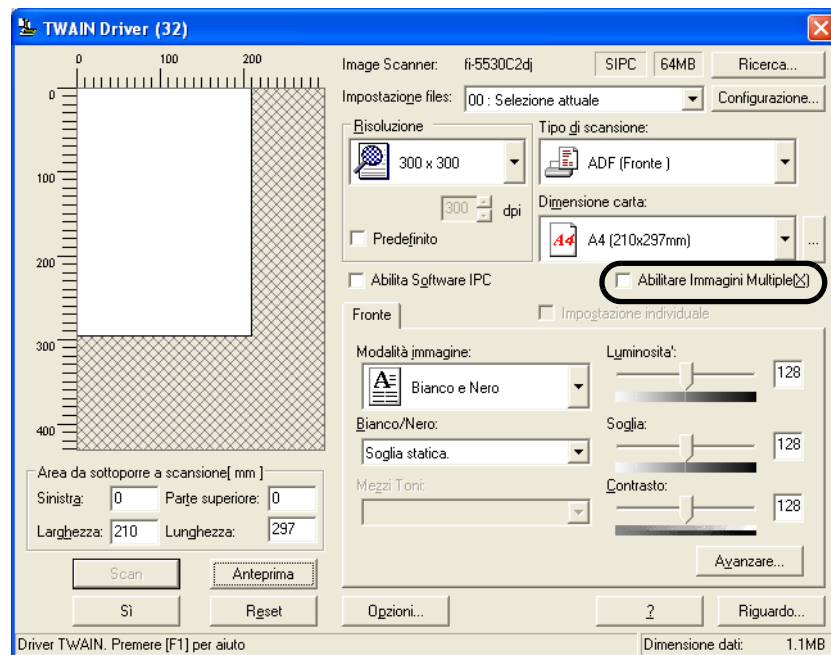 TWAIN Driver (32)
0 100 200
0
100
200
300
400
Image Scanner: fi-5530C2dj SIPC 64MB Ricerca...
Impostazione files: 00 : Selezione attuale Configurazione...
Risoluzione
300 x 300
300 dpi
Predefinito
Tipo di scansione:
ADF (Fronte )
Dimensione carta:
A4 A4 (210x297mm) ...
Abilita Software IPC
Abilitare Immagini Multiple(X)
Fronte
Impostazione individuale
Modalità immagine:
A Bianco e Nero
Bianco/Nero:
Soglia statica.
Mezzi Toni:
Luminosita':
128
Soglia:
128
Contrasto:
128
Avanzare...
Area da sottoporre a scansione[ mm ]
Sinistra: 0 Parte superiore: 0
Larghezza: 210 Lunghezza: 297
Scan Anteprima
Sì Reset Opzioni... ? Riguardo...
Driver TWAIN. Premere [F1] per aiuto Dimensione dati: 1.1MB